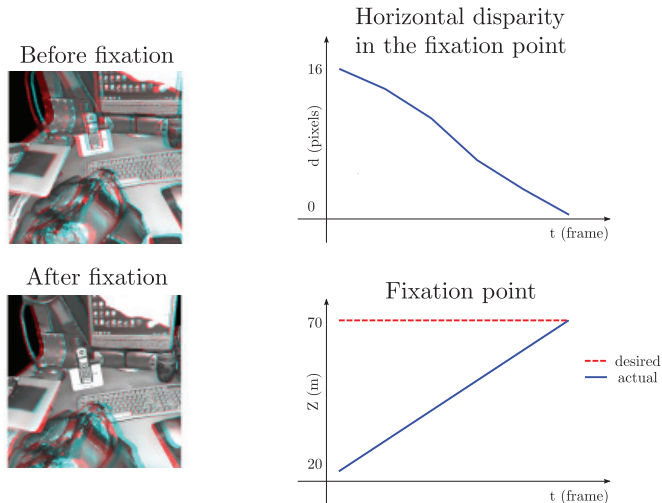 Before fixation
Horizontal disparity
in the fixation point
16
d (pixels)
0
t (frame)
After fixation
Fixation point
70
Z (m)
20
t (frame)
desired
actual